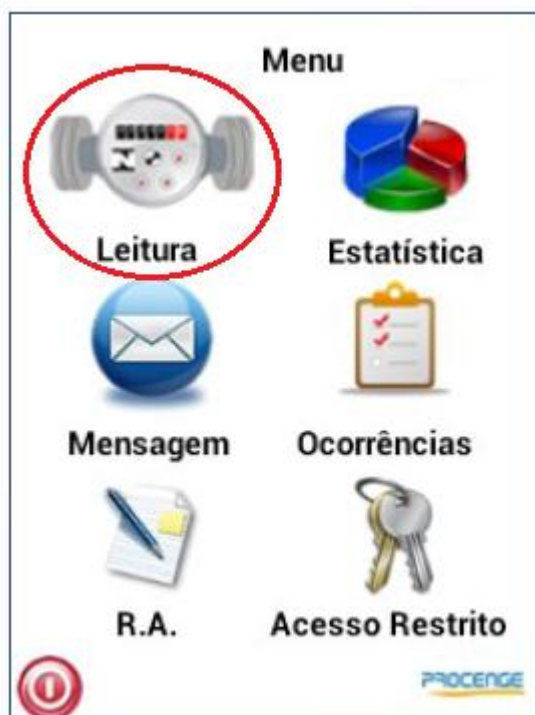 Menu
Leitura
Estatística
Mensagem
Ocorrências
R.A.
Acesso Restrito
PROCENGE